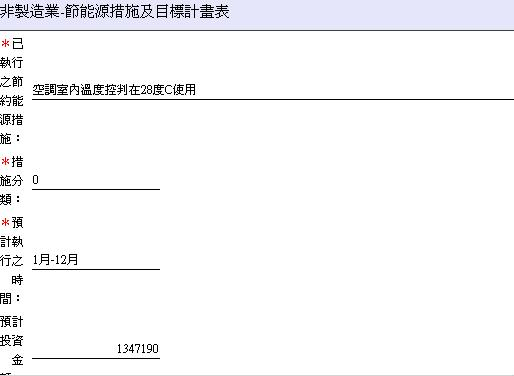 非製造業-節能源措施及目標計畫表
*已
執行
之節
約能
源措
施：
空調室內溫度控判在28度C使用
*措
施分
類：
0
*預
計執
行之
時
間：
1月-12月
預計
投資
金
1347190